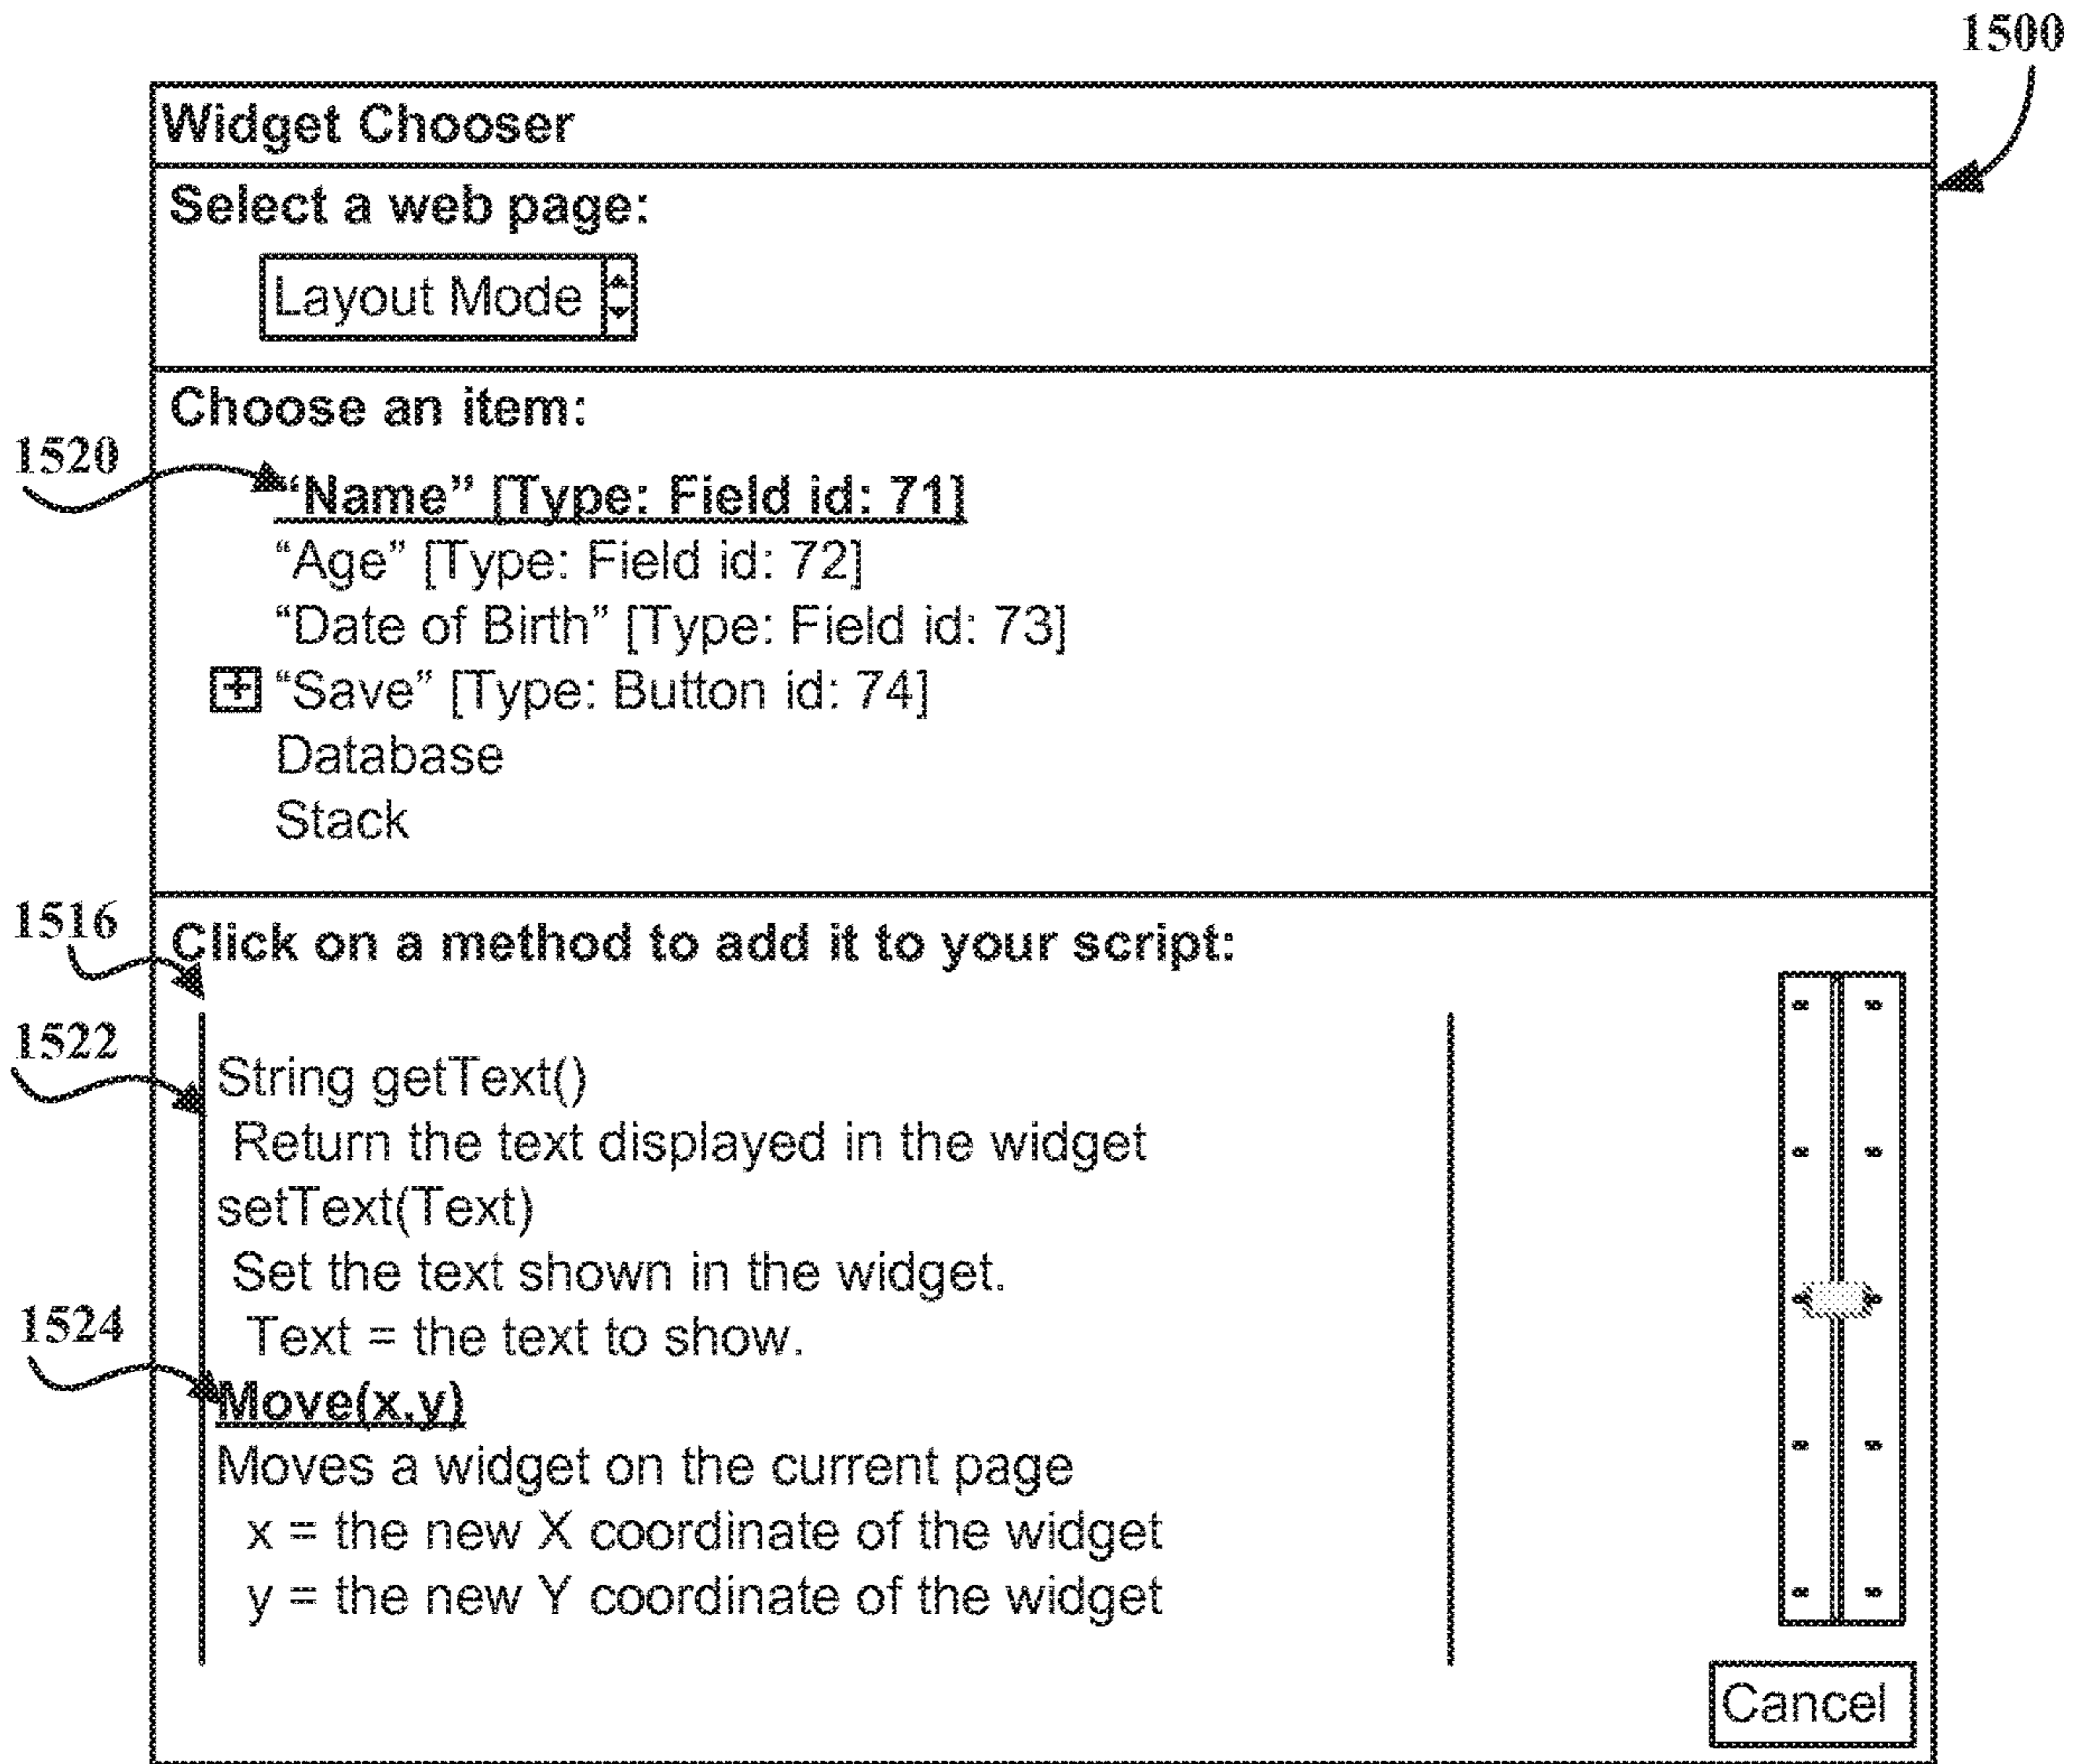 1500
Widget Chooser
Select a web page:
Layout Mode
Choose an item:
1520
“Name” [Type: Field id: 71]
“Age” [Type: Field id: 72]
“Date of Birth” [Type: Field id: 73]
“Save” [Type: Button id: 74]
Database
Stack
1516
Click on a method to add it to your script:
1522
String getText()
Return the text displayed in the widget
setText(Text)
Set the text shown in the widget.
Text = the text to show.
1524
Move(x,y)
Moves a widget on the current page
x = the new X coordinate of the widget
y = the new Y coordinate of the widget
Cancel